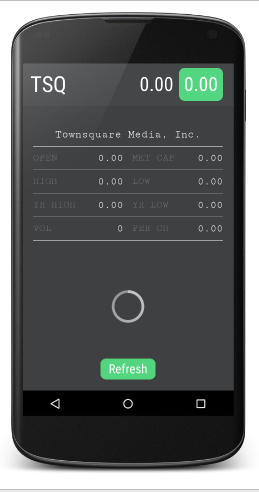 TSQ 0.00 0.00
Townsquare Media, Inc.
OPEN 0.00 MKT CAP 0.00
HIGH 0.00 LOW 0.00
YR HIGH 0.00 YR LOW 0.00
VOL 0 PER CH 0.00
Refresh